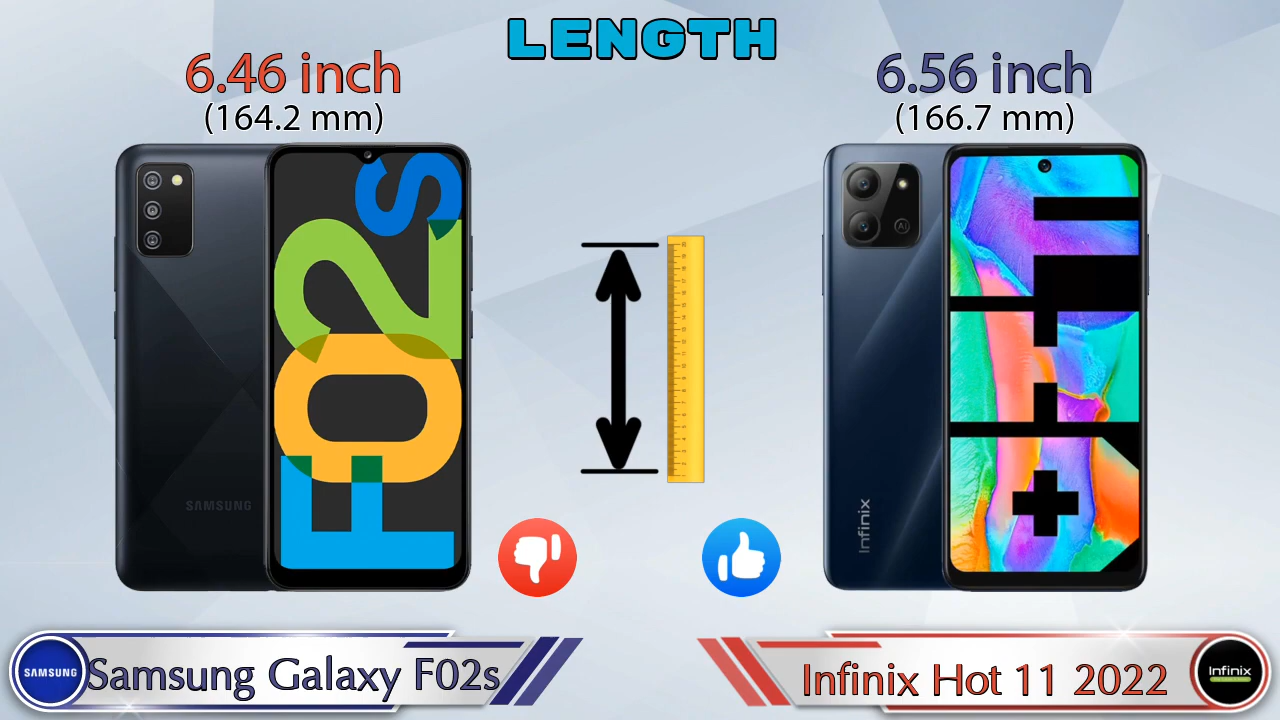 LENGTH
6.46 inch
(164.2 mm)
6.56 inch
(166.7 mm)
F02s
SAMSUNG
AI
Infinix
SAMSUNG
Samsung Galaxy F02s
Infinix Hot 11 2022
Infinix